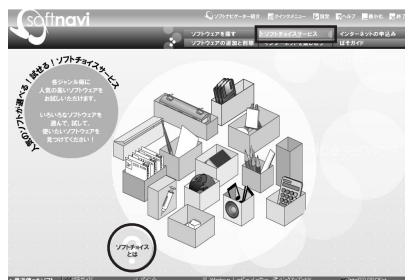 Softnavi
ソフトナビゲーター紹介 クイックメニュー 設定 ヘルプ
ソフトウェアを探す
ソフトチョイスサービス
インターネットの申込み
ソフトウェアの追加と削除
ぱそガイド
人気のソフトが選べる!試せる!ソフトチョイスサービス
各ジャンル毎に
人気の高いソフトウェアを
お試しいただけます。
いろいろなソフトウェアを
選んで、試して、
使いたいソフトウェアを
見つけてください!
ソフトチョイス
とは